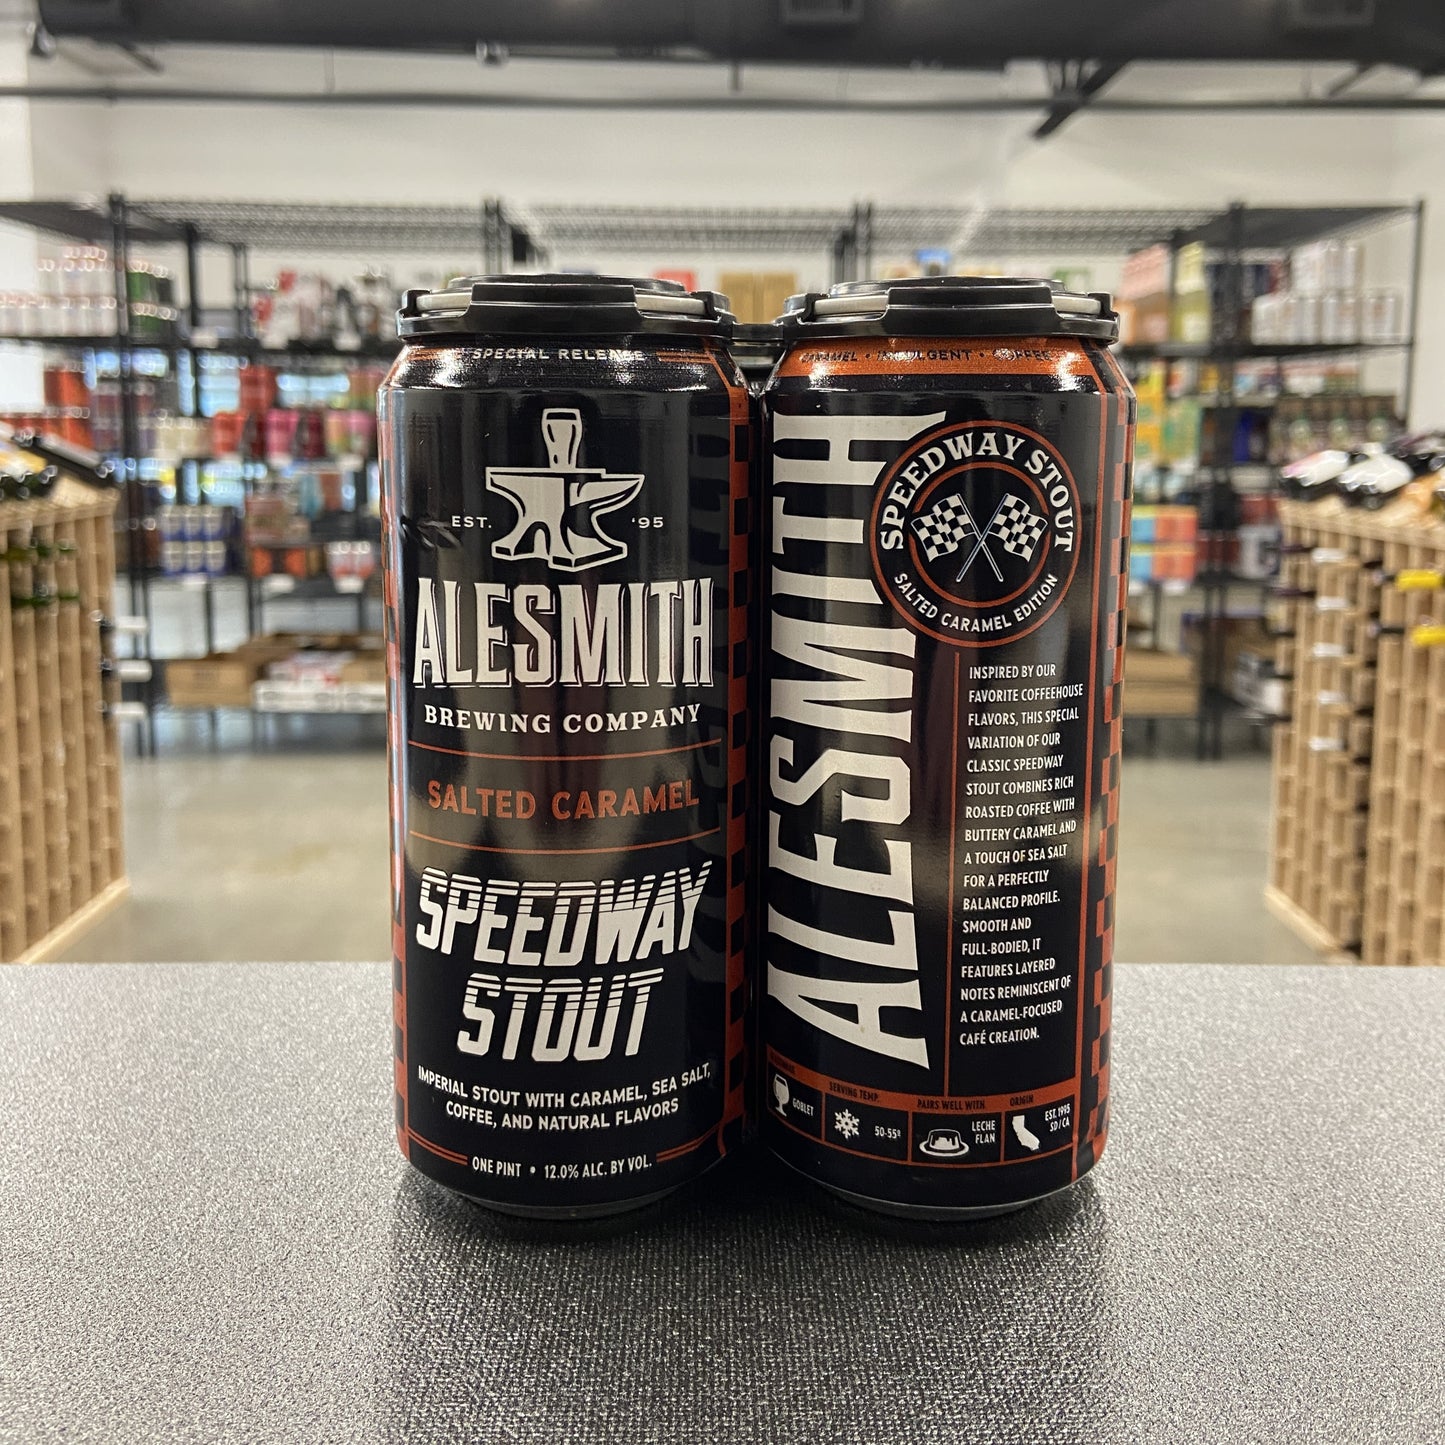 SPECIAL RELEASE
EST. '95
ALESMITH
BREWING COMPANY
SALTED CARAMEL
SPEEDWAY
STOUT
IMPERIAL STOUT WITH CARAMEL, SEA SALT,
COFFEE, AND NATURAL FLAVORS
ONE PINT • 12.0% ALC. BY VOL.
CARAMEL • INDULGENT • COFFEE
ALESMITH
SPEEDWAY STOUT
SALTED CARAMEL EDITION
INSPIRED BY OUR
FAVORITE COFFEEHOUSE
FLAVORS, THIS SPECIAL
VARIATION OF OUR
CLASSIC SPEEDWAY
STOUT COMBINES RICH
ROASTED COFFEE WITH
BUTTERY CARAMEL AND
A TOUCH OF SEA SALT
FOR A PERFECTLY
BALANCED PROFILE.
SMOOTH AND
FULL-BODIED, IT
FEATURES LAYERED
NOTES REMINISCENT OF
A CARAMEL-FOCUSED
CAFÉ CREATION.
GOBLET
SERVING TEMP.
50-55º
PAIRS WELL WITH
LECHE
FLAN
ORIGIN
EST. 1995
SD/CA